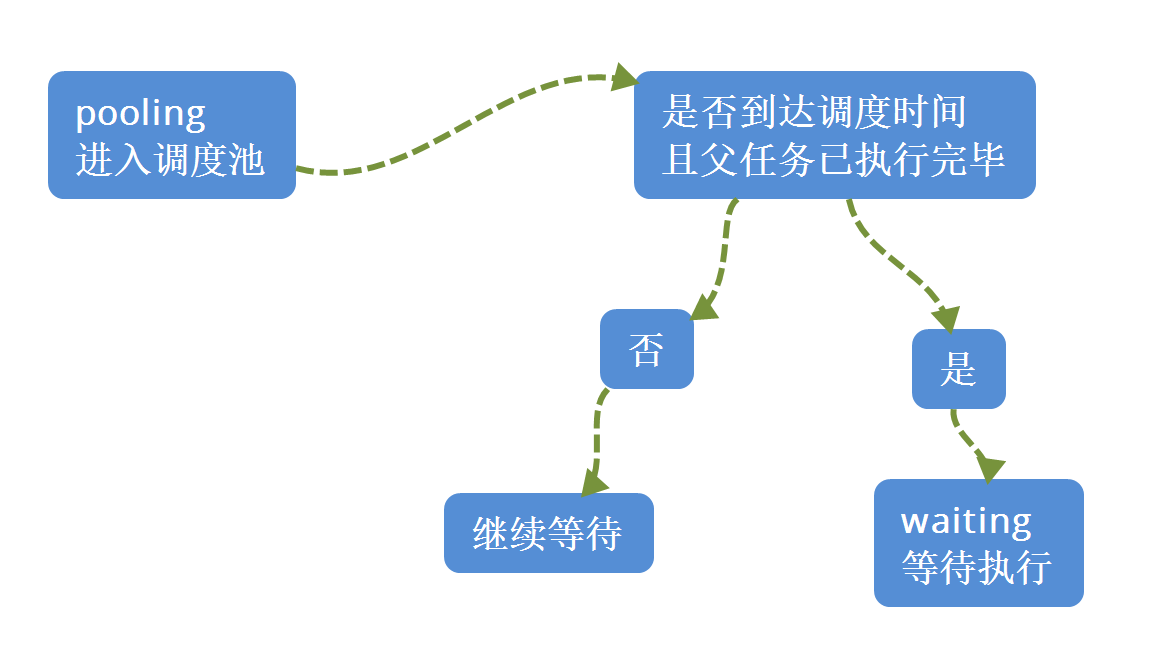 pooling
进入调度池
是否到达调度时间
且父任务已执行完毕
否
是
继续等待
waiting
等待执行